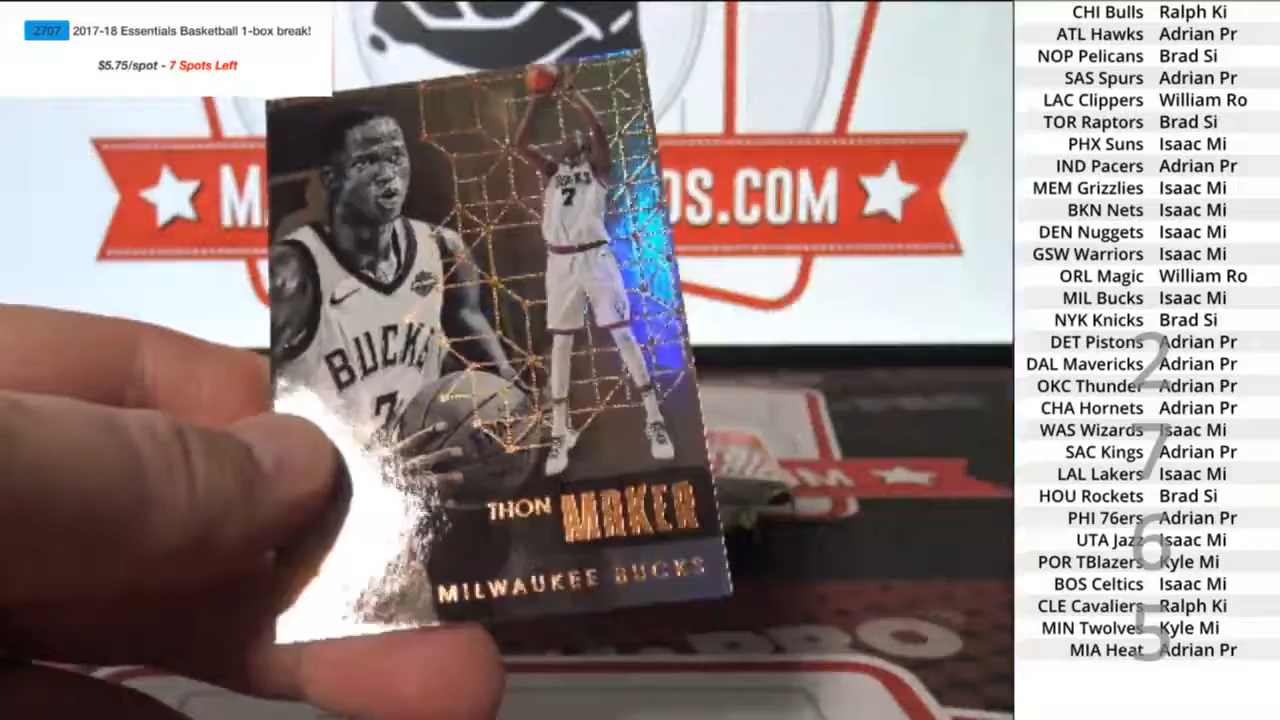 2707 2017-18 Essentials Basketball 1-box break!
$5.75/spot - 7 Spots Left
DS.COM
BUCKS
7
BUCKS
7
THON MAKER
MILWAUKEE BUCKS
BRO
CHI Bulls Ralph Ki
ATL Hawks Adrian Pr
NOP Pelicans Brad Si
SAS Spurs Adrian Pr
LAC Clippers William Ro
TOR Raptors Brad Si
PHX Suns Isaac Mi
IND Pacers Adrian Pr
MEM Grizzlies Isaac Mi
BKN Nets Isaac Mi
DEN Nuggets Isaac Mi
GSW Warriors Isaac Mi
ORL Magic William Ro
MIL Bucks Isaac Mi
NYK Knicks Brad Si
DET Pistons Adrian Pr
DAL Mavericks Adrian Pr
OKC Thunder Adrian Pr
CHA Hornets Adrian Pr
WAS Wizards Isaac Mi
SAC Kings Adrian Pr
LAL Lakers Isaac Mi
HOU Rockets Brad Si
PHI 76ers Adrian Pr
UTA Jazz Isaac Mi
POR TBlazers Kyle Mi
BOS Celtics Isaac Mi
CLE Cavaliers Ralph Ki
MIN Twolves Kyle Mi
MIA Heat Adrian Pr
2
7
6
5